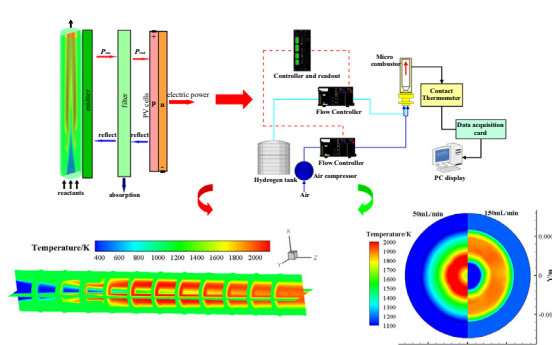 Controller and readout
Flow Controller
Micro
combustor
Contact
Thermometer
Data acquisition
card
PC display
Flow Controller
Hydrogen tank
Air compressor
Air
emitter
filter
PV cells
P
n
electric power
reflect
reflect
reactants
absorption
Temperature/K
400 600 800 1000 1200 1400 1600 1800 2000 2200
X
Y
Z
50mL/min
150mL/min
Temperature/K
2000
1900
1800
1700
1600
1500
1400
1300
1200
1100
0
Y/m